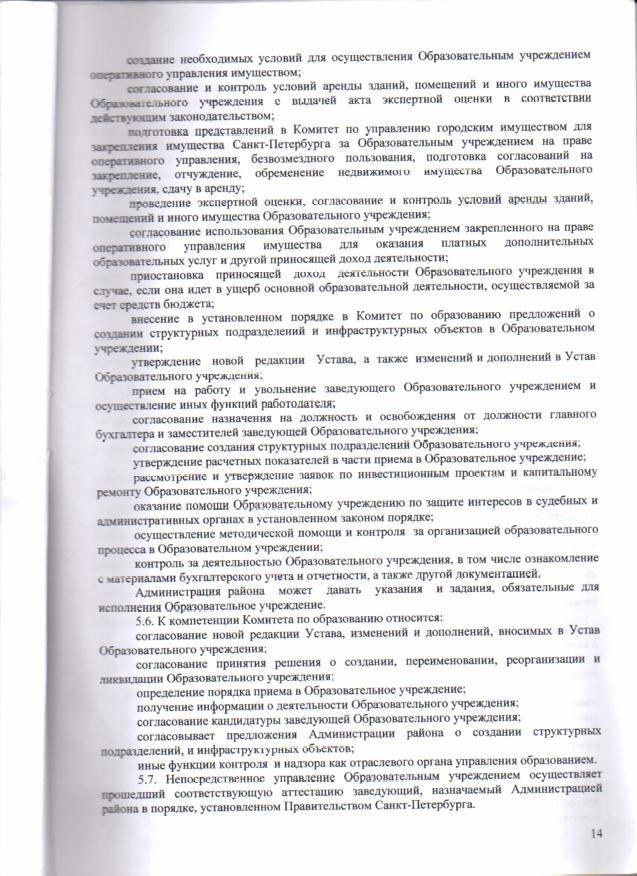 создание необходимых условий для осуществления Образовательным учреждением
оперативного управления имуществом;
согласование и контроль условий аренды зданий, помещений и иного имущества
Образовательного учреждения с выдачей акта экспертной оценки в соответствии
действующим законодательством;
подготовка представлений в Комитет по управлению городским имуществом для
закрепления имущества Санкт-Петербурга за Образовательным учреждением на праве
оперативного управления, безвозмездного пользования, подготовка согласований на
закрепление, отчуждение, обременение недвижимого имущества Образовательного
учреждения, сдачу в аренду;
проведение экспертной оценки, согласование и контроль условий аренды зданий,
помещений и иного имущества Образовательного учреждения;
согласование использования Образовательным учреждением закрепленного на праве
оперативного управления имущества для оказания платных дополнительных
образовательных услуг и другой приносящей доход деятельности;
приостановка приносящей доход деятельности Образовательного учреждения в
случае, если она идет в ущерб основной образовательной деятельности, осуществляемой за
счет средств бюджета;
внесение в установленном порядке в Комитет по образованию предложений о
создании структурных подразделений и инфраструктурных объектов в Образовательном
учреждении;
утверждение новой редакции Устава, а также изменений и дополнений в Устав
Образовательного учреждения;
прием на работу и увольнение заведующего Образовательного учреждением и
осуществление иных функций работодателя;
согласование назначения на должность и освобождения от должности главного
бухгалтера и заместителей заведующей Образовательного учреждения;
согласование создания структурных подразделений Образовательного учреждения;
утверждение расчетных показателей в части приема в Образовательное учреждение;
рассмотрение и утверждение заявок по инвестиционным проектам и капитальному
ремонту Образовательного учреждения;
оказание помощи Образовательному учреждению по защите интересов в судебных и
административных органах в установленном законом порядке;
осуществление методической помощи и контроля за организацией образовательного
процесса в Образовательном учреждении;
контроль за деятельностью Образовательного учреждения, в том числе ознакомление
с материалами бухгалтерского учета и отчетности, а также другой документацией.
Администрация района может давать указания и задания, обязательные для
исполнения Образовательное учреждение.
5.6. К компетенции Комитета по образованию относится:
согласование новой редакции Устава, изменений и дополнений, вносимых в Устав
Образовательного учреждения;
согласование принятия решения о создании, переименовании, реорганизации и
ликвидации Образовательного учреждения;
определение порядка приема в Образовательное учреждение;
получение информации о деятельности Образовательного учреждения;
согласование кандидатуры заведующей Образовательного учреждения;
согласовывает предложения Администрации района о создании структурных
подразделений, и инфраструктурных объектов;
иные функции контроля и надзора как отраслевого органа управления образованием.
5.7. Непосредственное управление Образовательным учреждением осуществляет
прошедший соответствующую аттестацию заведующий, назначаемый Администрацией
района в порядке, установленном Правительством Санкт-Петербурга.
14